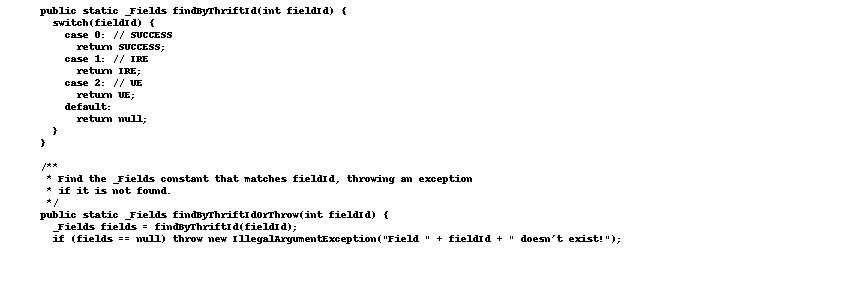 public static _Fields findByThriftId(int fieldId) {
switch(fieldId) {
case 0: // SUCCESS
return SUCCESS;
case 1: // IRE
return IRE;
case 2: // UE
return UE;
default:
return null;
}
}
/**
* Find the _Fields constant that matches fieldId, throwing an exception
* if it is not found.
*/
public static _Fields findByThriftIdOrThrow(int fieldId) {
_Fields fields = findByThriftId(fieldId);
if (fields == null) throw new IllegalArgumentException("Field " + fieldId + " doesn't exist!");